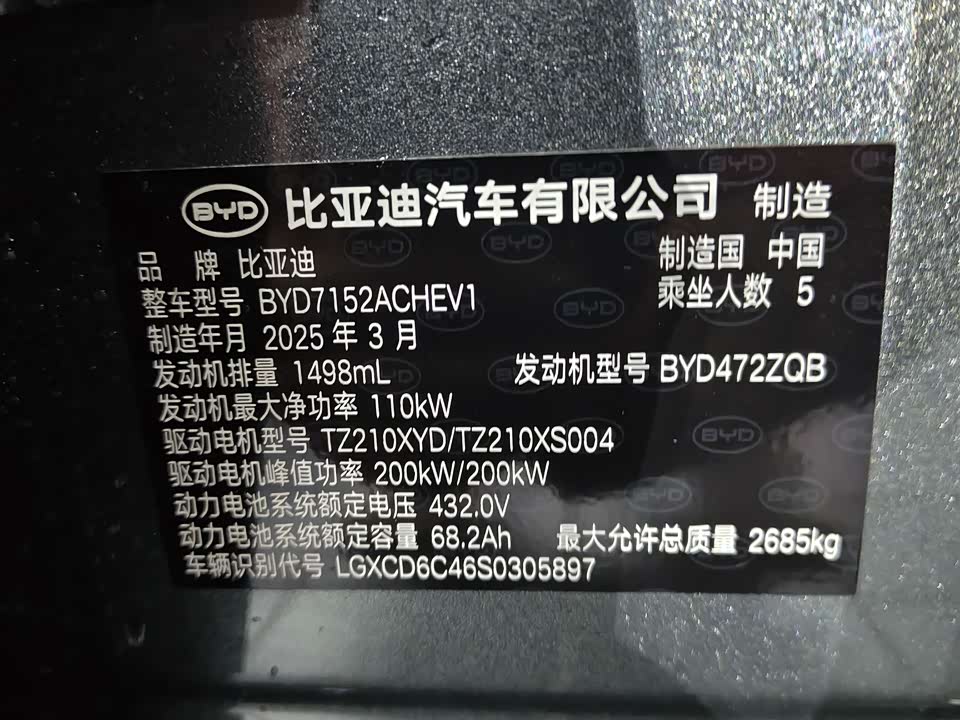 BYD 比亚迪汽车有限公司 制造
品 牌 比亚迪 制造国 中国
整车型号 BYD7152ACHEV1 乘坐人数 5
制造年月 2025 年 3 月
发动机排量 1498mL 发动机型号 BYD472ZQB
发动机最大净功率 110kW
驱动电机型号 TZ210XYD/TZ210XS004
驱动电机峰值功率 200kW/200kW
动力电池系统额定电压 432.0V
动力电池系统额定容量 68.2Ah 最大允许总质量 2685kg
车辆识别代号 LGXCD6C46S0305897